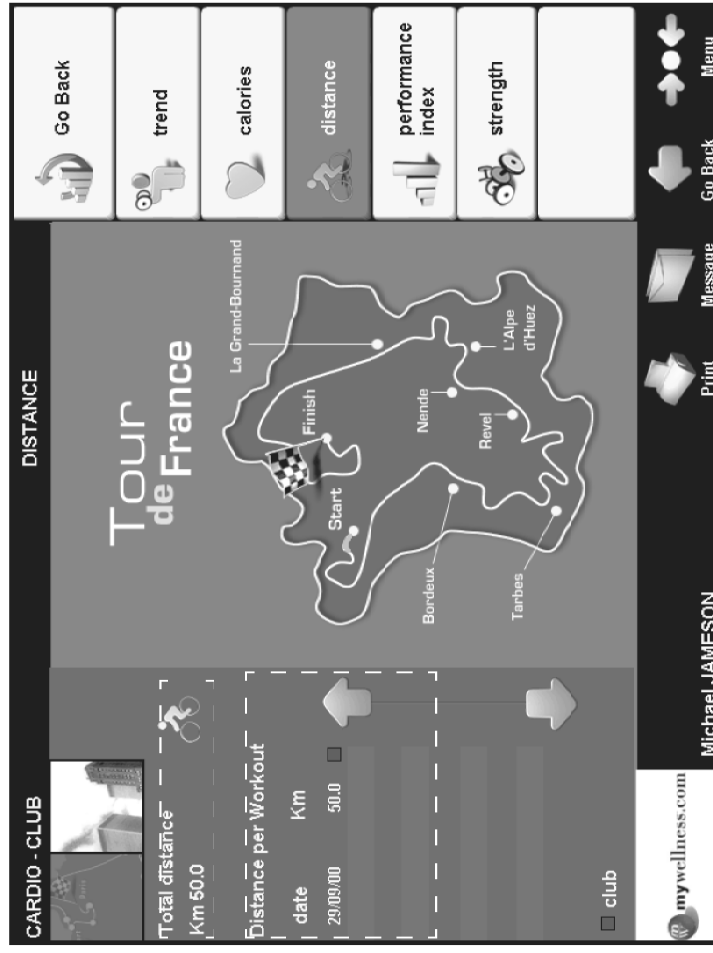 CARDIO - CLUB
DISTANCE
Total distance
Km 50.0
Distance per Workout
date Km
29/09/00 50.0
club
Tour
de France
La Grand-Bournand
Finish
Start
Nende
Revel
L'Alpe
d'Huez
Bordeux
Tarbes
Go Back
trend
calories
distance
performance
index
strength
mywellness.com
Michael JAMESON
Print
Message
Go Back
Menu